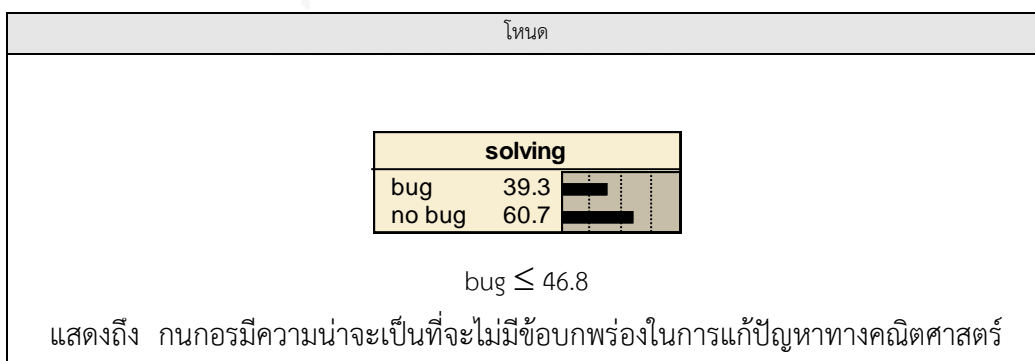 โหนด
solving
bug 39.3
no bug 60.7
bug ≤ 46.8
แสดงถึง กนกอรมีความน่าจะเป็นที่จะไม่มีข้อบกพร่องในการแก้ปัญหาทางคณิตศาสตร์